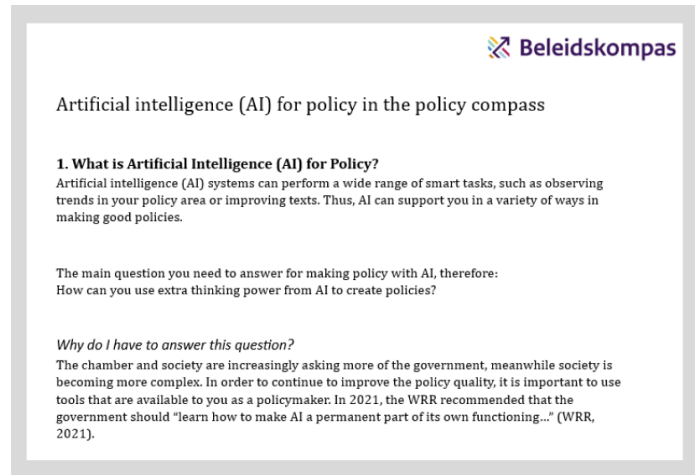 Beleidskompas
Artificial intelligence (AI) for policy in the policy compass
1. What is Artificial Intelligence (AI) for Policy?
Artificial intelligence (AI) systems can perform a wide range of smart tasks, such as observing
trends in your policy area or improving texts. Thus, AI can support you in a variety of ways in
making good policies.
The main question you need to answer for making policy with AI, therefore:
How can you use extra thinking power from AI to create policies?
Why do I have to answer this question?
The chamber and society are increasingly asking more of the government, meanwhile society is
becoming more complex. In order to continue to improve the policy quality, it is important to use
tools that are available to you as a policymaker. In 2021, the WRR recommended that the
government should “learn how to make AI a permanent part of its own functioning...” (WRR,
2021).